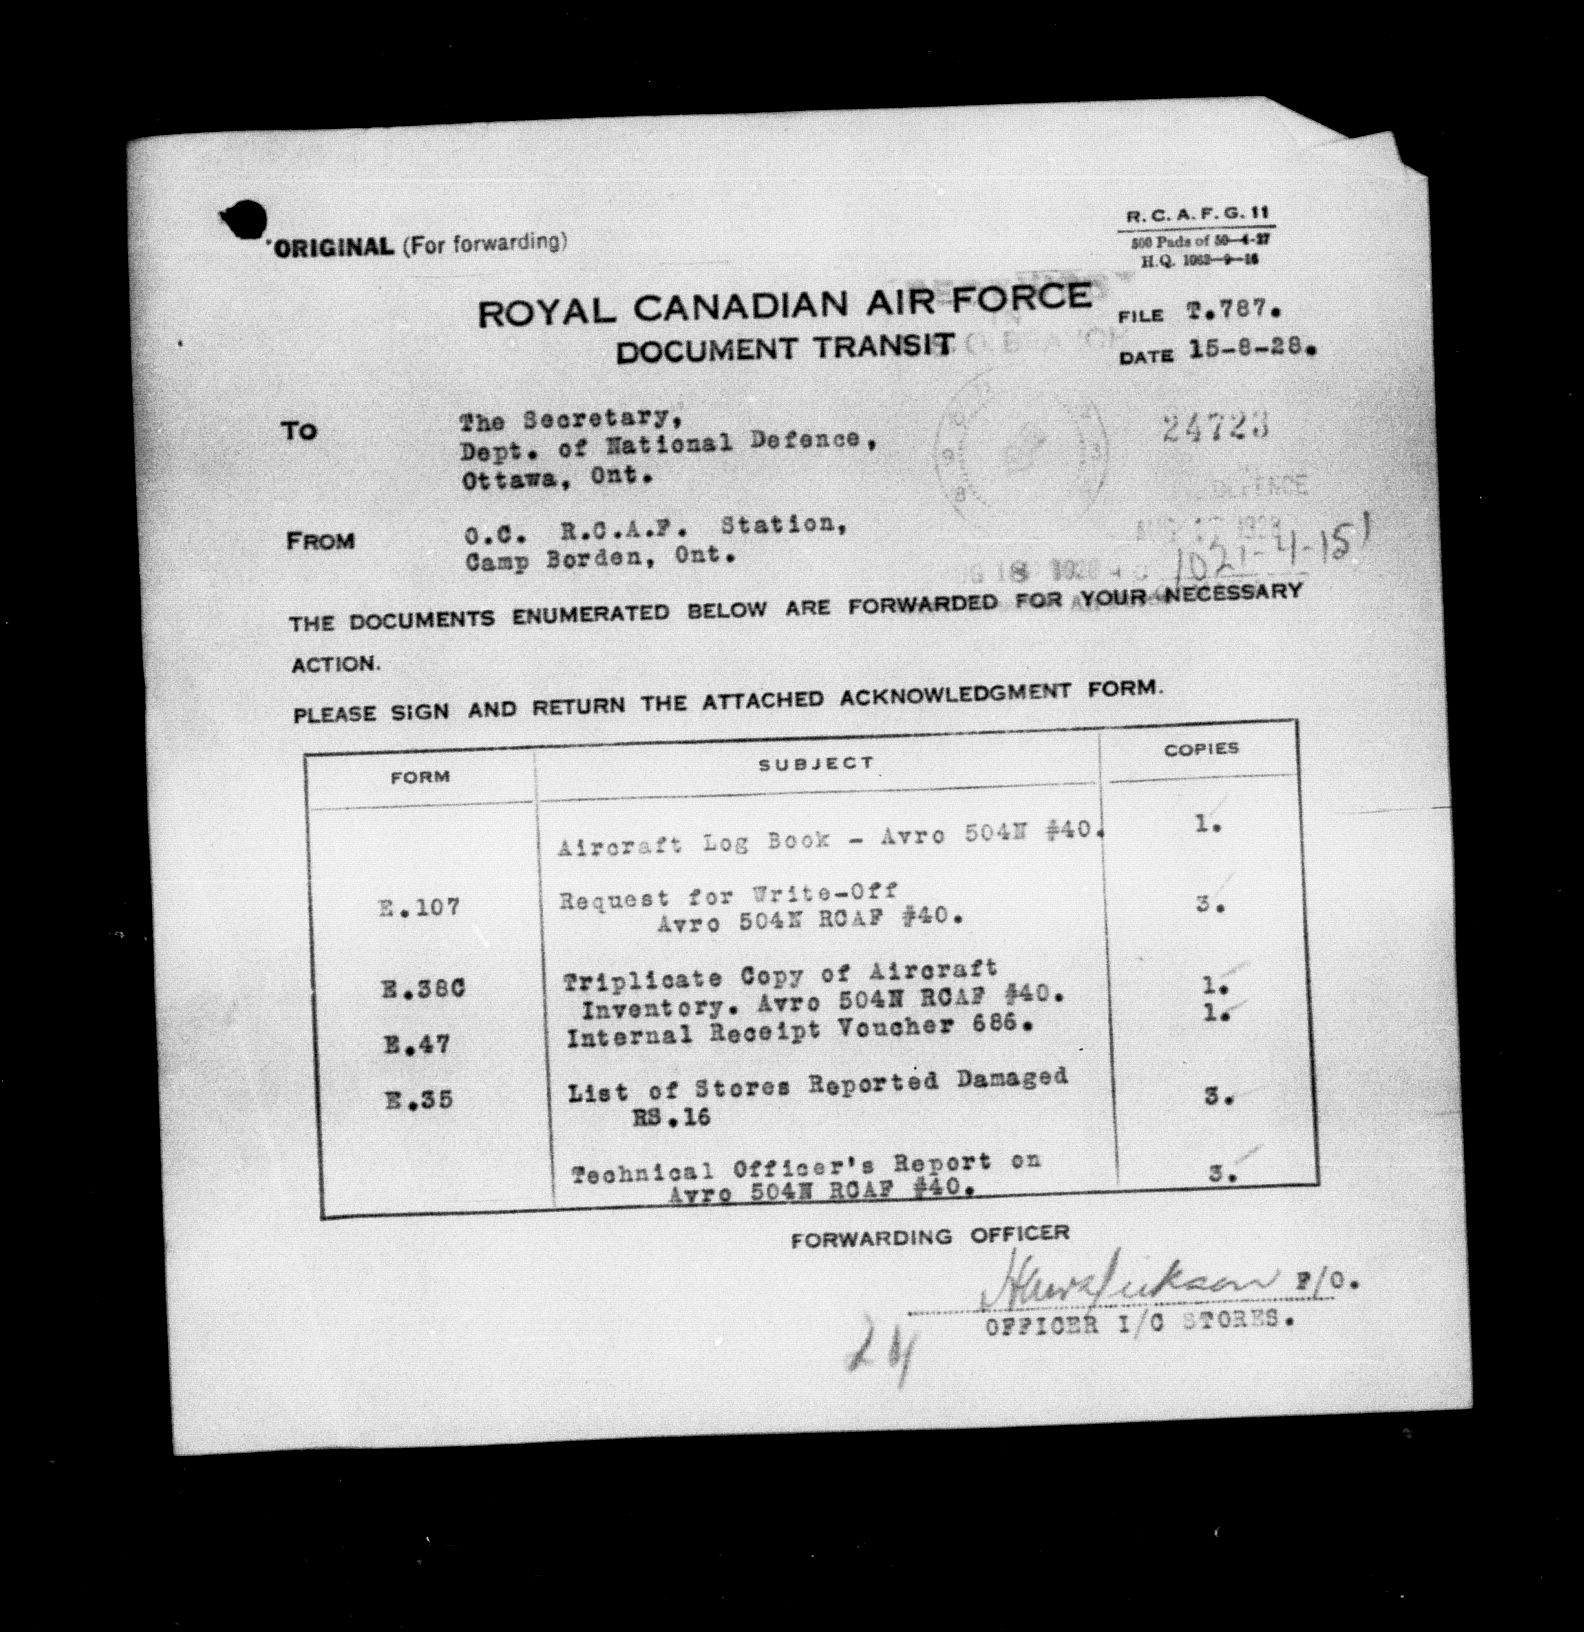 ORIGINAL (For forwarding)
R. C. A. F. G. 11
500 Pads of 50-4-27
H.Q. 1062-9-16
ROYAL CANADIAN AIR FORCE
DOCUMENT TRANSIT
FILE T.787.
DATE 15-8-28.
TO The Secretary,
Dept. of National Defence,
Ottawa, Ont.
24723
DEFENCE
FROM O.C. R.C.A.F. Station,
Camp Borden, Ont.
1021-4-151
THE DOCUMENTS ENUMERATED BELOW ARE FORWARDED FOR YOUR NECESSARY
ACTION.
PLEASE SIGN AND RETURN THE ATTACHED ACKNOWLEDGMENT FORM.
FORM SUBJECT COPIES
Aircraft Log Book - Avro 504N #40. 1.
E.107 Request for Write-Off 3.
Avro 504N RCAF #40.
E.38C Triplicate Copy of Aircraft 1.
Inventory. Avro 504N RCAF #40.
E.47 Internal Receipt Voucher 686. 1.
E.35 List of Stores Reported Damaged 3.
RS.16
Technical Officer's Report on 3.
Avro 504N RCAF #40.
FORWARDING OFFICER
F/O.
OFFICER I/C STORES.
24